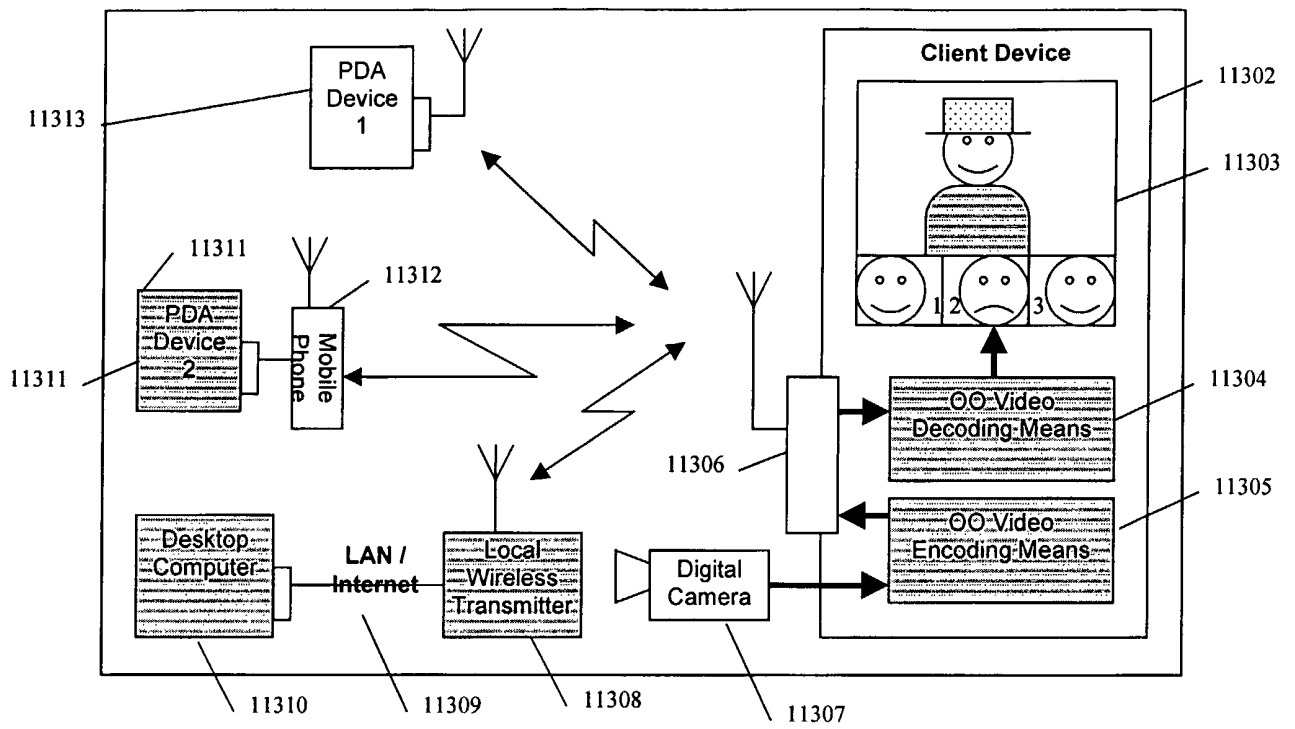 Client Device
11302
PDA
Device
1
11313
11303
11311
11312
PDA
Device
2
Mobile
Phone
1
2
3
11311
11304
OO Video
Decoding Means
11306
11305
OO Video
Encoding Means
Desktop
Computer
LAN /
Internet
Local
Wireless
Transmitter
Digital
Camera
11310
11309
11308
11307